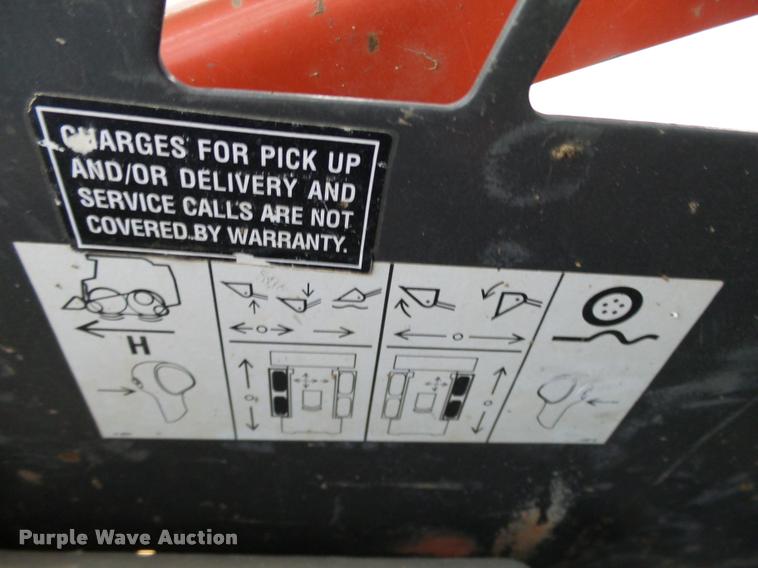 CHARGES FOR PICK UP
AND/OR DELIVERY AND
SERVICE CALLS ARE NOT
COVERED BY WARRANTY.
H
Purple Wave Auction